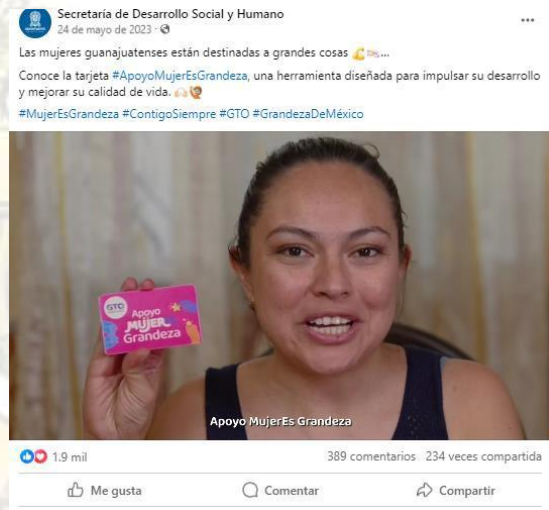 Secretaría de Desarrollo Social y Humano
24 de mayo de 2023 ·
Las mujeres guanajuatenses están destinadas a grandes cosas ...
Conoce la tarjeta #ApoyoMujerEsGrandeza, una herramienta diseñada para impulsar su desarrollo
y mejorar su calidad de vida.
#MujerEsGrandeza #ContigoSiempre #GTO #GrandezaDeMéxico
GTO
Apoyo
MUJER
Grandeza
Apoyo MujerEs Grandeza
1.9 mil
389 comentarios 234 veces compartida
Me gusta
Comentar
Compartir